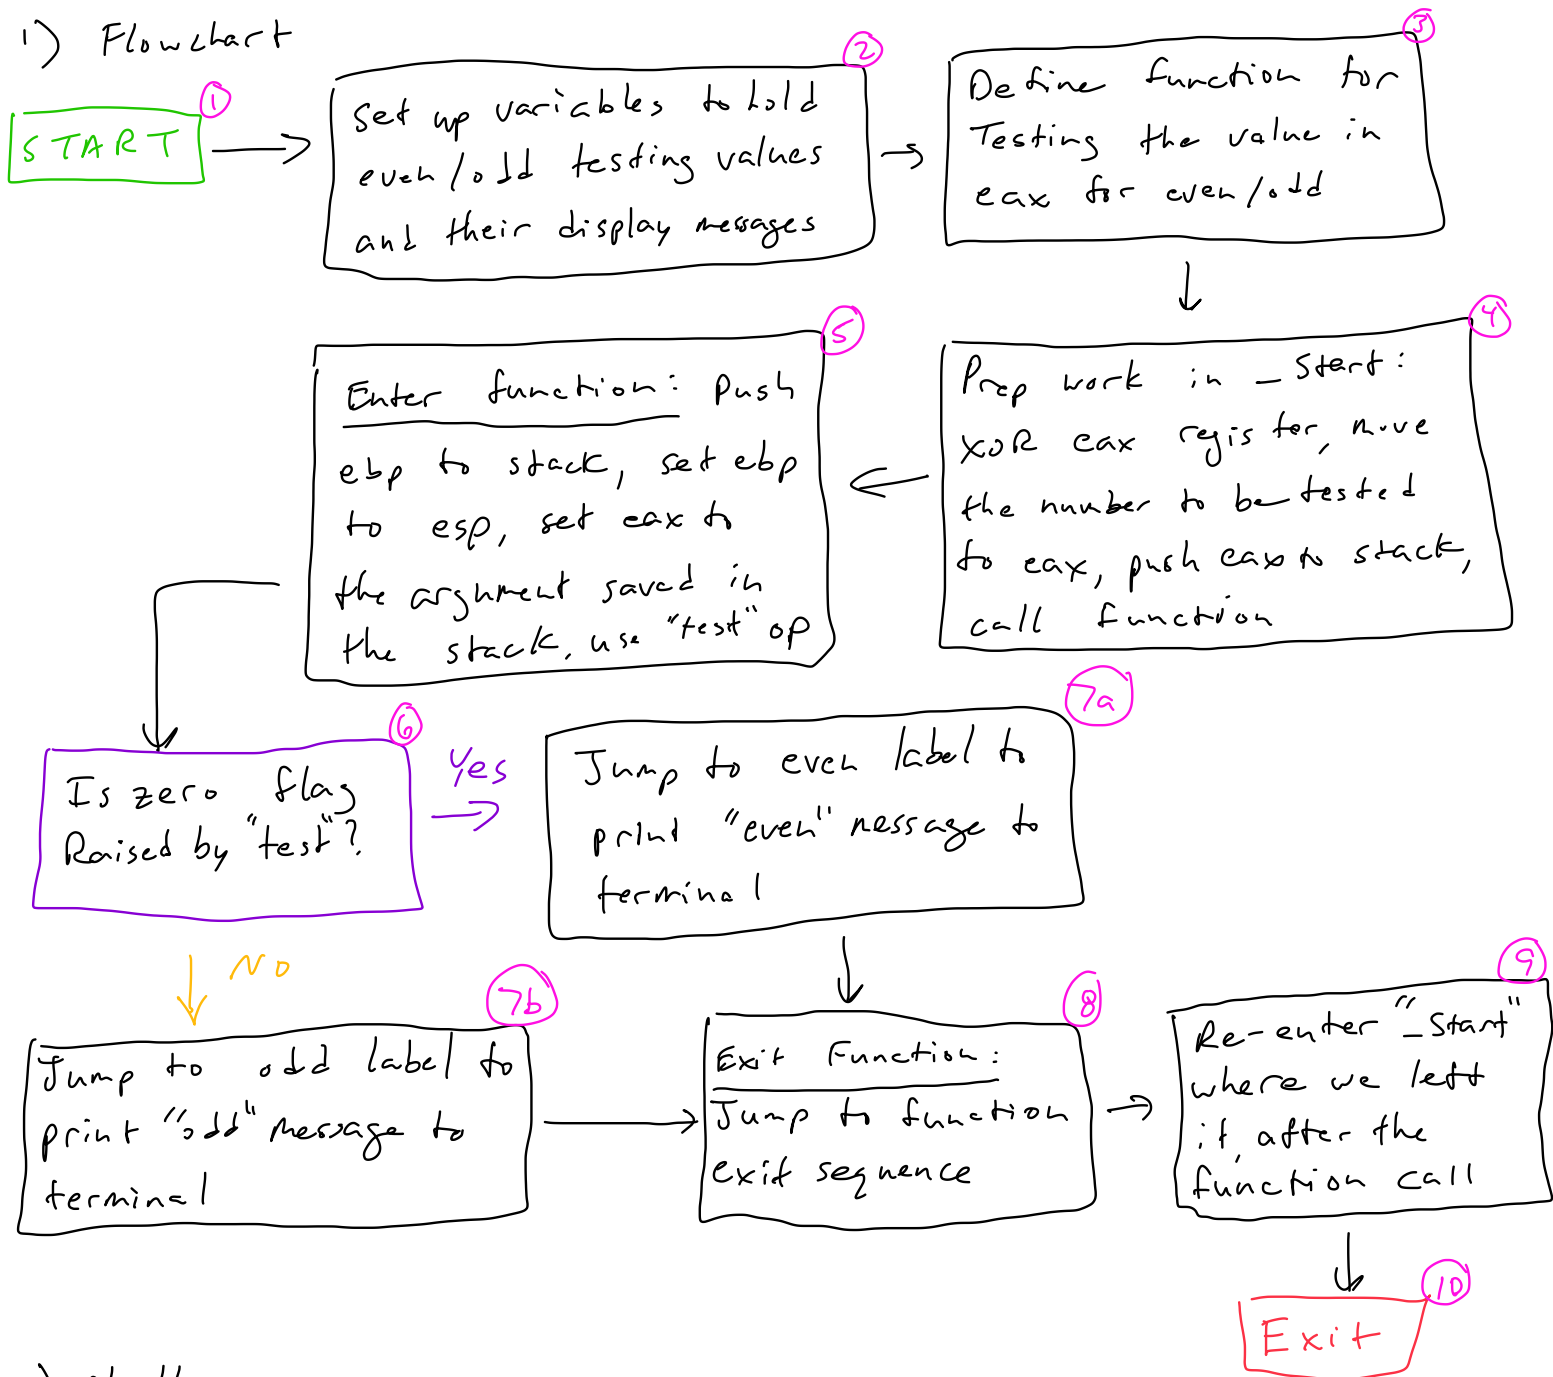 1) Flowchart
1
START
2
Set up variables to hold
even/odd testing values
and their display messages
3
Define function for
Testing the value in
eax for even/odd
4
Prep work in _Start:
XOR eax register, move
the number to be tested
to eax, push eax to stack,
call function
5
Enter function: Push
ebp to stack, set ebp
to esp, set eax to
the argument saved in
the stack, use "test" op
6
Is zero flag
Raised by "test"?
Yes
No
7a
Jump to even label to
print "even" message to
terminal
7b
Jump to odd label to
print "odd" message to
terminal
8
Exit Function:
Jump to function
exit sequence
9
Re-enter "_Start"
where we left
it, after the
function call
10
Exit